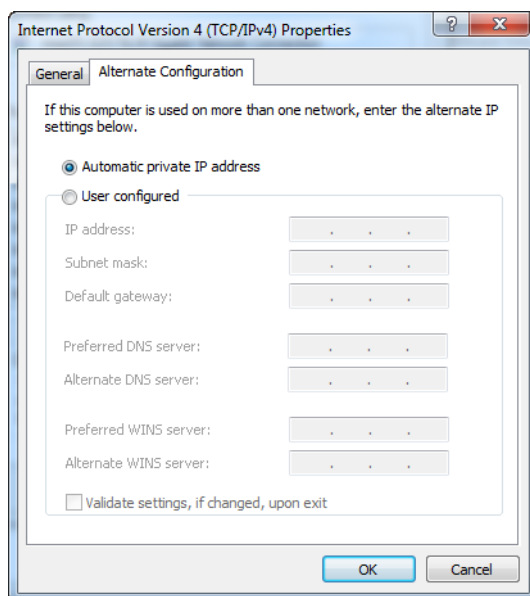 Internet Protocol Version 4 (TCP/IPv4) Properties
General
Alternate Configuration
If this computer is used on more than one network, enter the alternate IP
settings below.
Automatic private IP address
User configured
IP address:
Subnet mask:
Default gateway:
Preferred DNS server:
Alternate DNS server:
Preferred WINS server:
Alternate WINS server:
Validate settings, if changed, upon exit
OK
Cancel